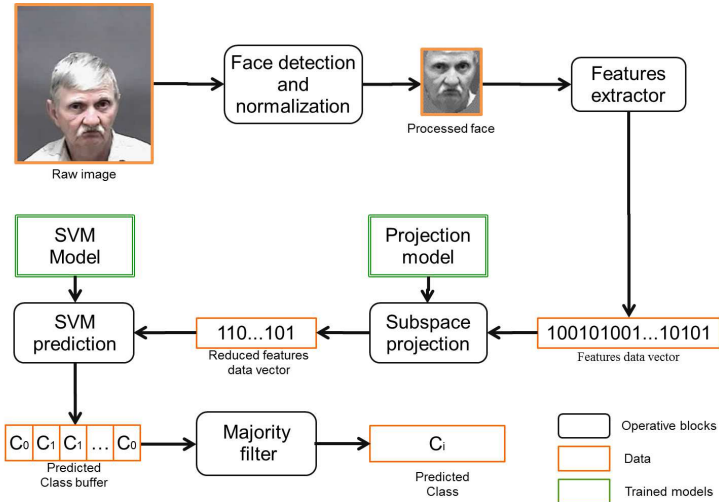 Face detection
and
normalization
Features
extractor
Processed face
Raw image
SVM
Model
Projection
model
SVM
prediction
110...101
Subspace
projection
100101001...10101
Reduced features
data vector
Features data vector
C0 C1 C1 ... C0
Majority
filter
Ci
Predicted
Class buffer
Predicted
Class
Operative blocks
Data
Trained models